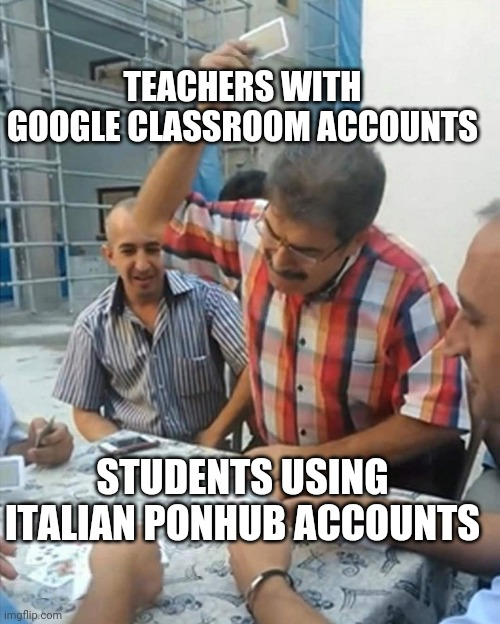 TEACHERS WITH
GOOGLE CLASSROOM ACCOUNTS
STUDENTS USING
ITALIAN PONHUB ACCOUNTS
imgflip.com